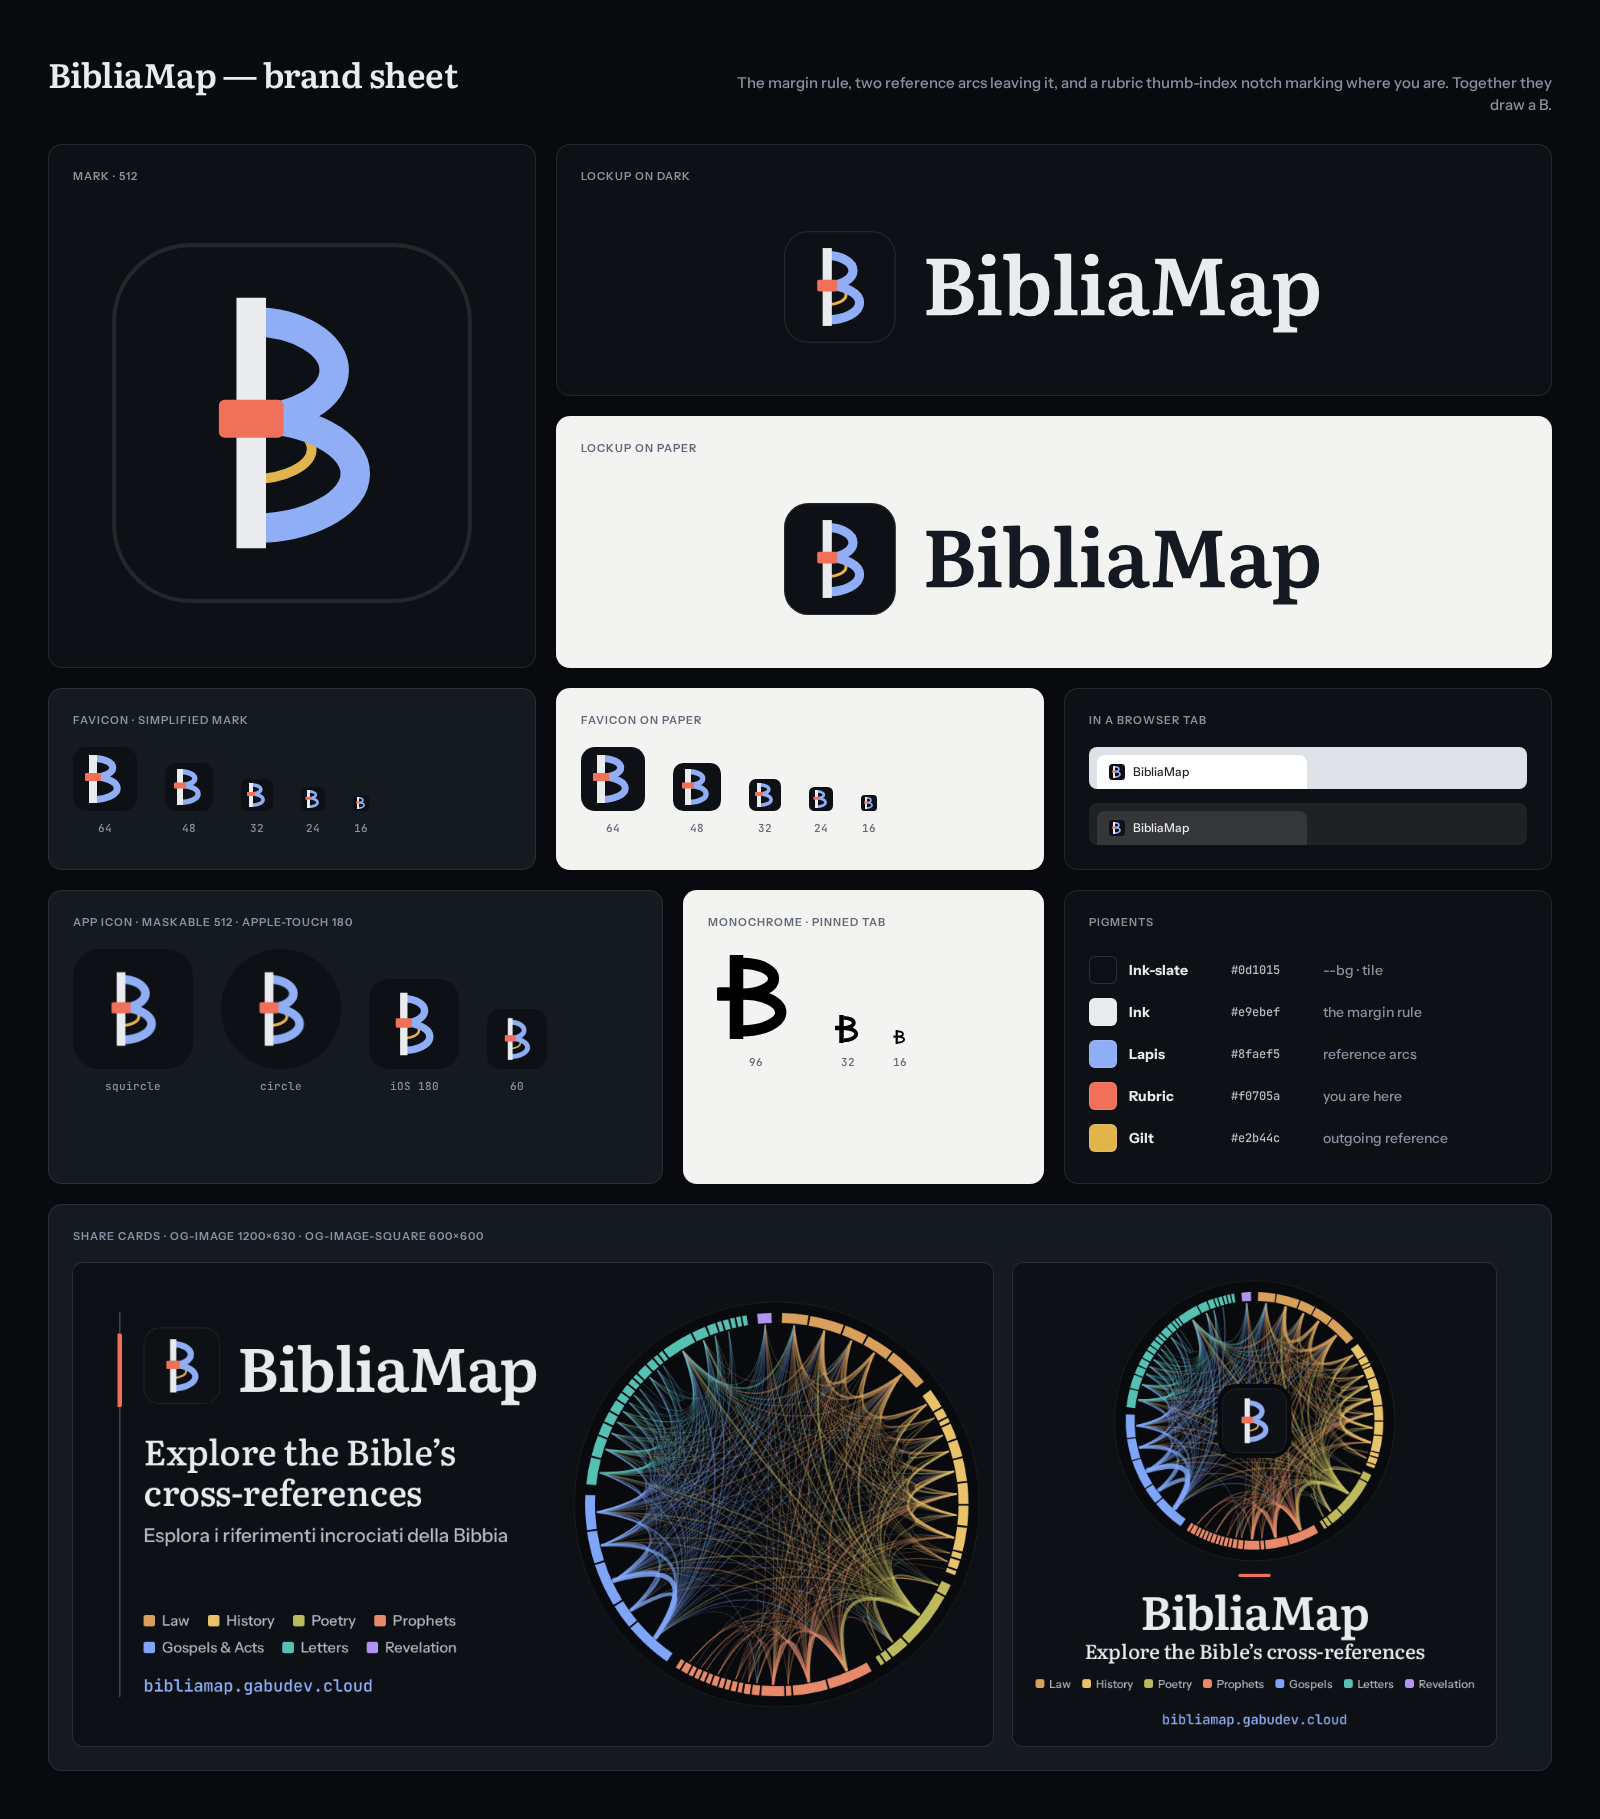 BibliaMap — brand sheet
The margin rule, two reference arcs leaving it, and a rubric thumb-index notch marking where you are. Together they
draw a B.
MARK · 512
LOCKUP ON DARK
BibliaMap
LOCKUP ON PAPER
BibliaMap
FAVICON · SIMPLIFIED MARK
64 48 32 24 16
FAVICON ON PAPER
64 48 32 24 16
IN A BROWSER TAB
BibliaMap
BibliaMap
APP ICON · MASKABLE 512 · APPLE-TOUCH 180
squircle circle iOS 180 60
MONOCHROME · PINNED TAB
96 32 16
PIGMENTS
Ink-slate #0d1015 --bg · tile
Ink #e9ebef the margin rule
Lapis #8faef5 reference arcs
Rubric #f0705a you are here
Gilt #e2b44c outgoing reference
SHARE CARDS · OG-IMAGE 1200×630 · OG-IMAGE-SQUARE 600×600
BibliaMap
Explore the Bible’s
cross-references
Esplora i riferimenti incrociati della Bibbia
Law History Poetry Prophets
Gospels & Acts Letters Revelation
bibliamap.gabudev.cloud
BibliaMap
Explore the Bible’s cross-references
Law History Poetry Prophets Gospels Letters Revelation
bibliamap.gabudev.cloud